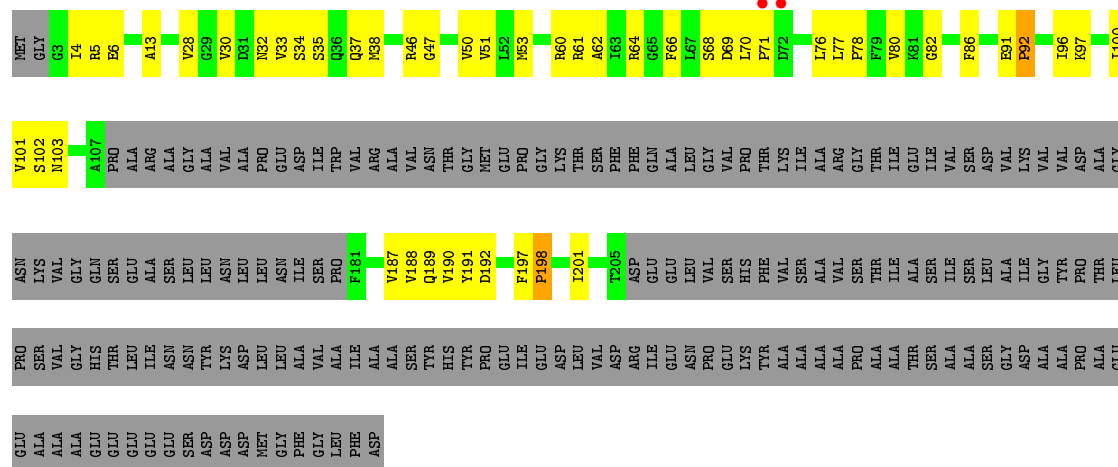 MET GLY G3 I4 R5 E6 A13 V28 G29 V30 D31 N32 V33 S34 S35 Q36 Q37 M38 R46 G47 V50 V51 L52 M53 R60 R61 A62 I63 R64 G65 F66 L67 S68 D69 L70 P71 D72 L76 L77 P78 F79 V80 K81 G82 F86 E91 P92 I96 K97 I100
V101 S102 N103 A107 PRO ALA ARG ALA GLY ALA VAL ALA PRO GLU ASP ILE TRP VAL ARG ALA VAL ASN THR GLY MET GLU PRO GLY LYS THR SER PHE PHE GLN ALA LEU GLY VAL PRO THR LYS ILE ALA ARG GLY THR ILE GLU ILE VAL SER ASP VAL LYS VAL VAL ASP ALA GLY
ASN LYS VAL GLY GLN SER GLU ALA SER LEU LEU ASN LEU LEU ASN ILE SER PRO F181 V187 V188 Q189 V190 Y191 D192 F197 P198 I201 T205 ASP GLU GLU LEU VAL SER HIS PHE VAL SER ALA VAL SER THR ILE ALA SER ILE SER LEU ALA ILE GLY TYR PRO THR LEU
PRO SER VAL GLY HIS THR LEU ILE ASN ASN TYR LYS ASP LEU LEU ALA VAL ALA ILE ALA ALA SER TYR HIS TYR PRO GLU ILE GLU ASP LEU VAL ASP ARG ILE GLU ASN PRO GLU LYS TYR ALA ALA ALA ALA PRO ALA ALA THR SER ALA ALA SER GLY ASP ALA ALA PRO ALA GLU
GLU ALA ALA ALA GLU GLU GLU GLU GLU SER ASP ASP ASP MET GLY PHE GLY LEU PHE ASP